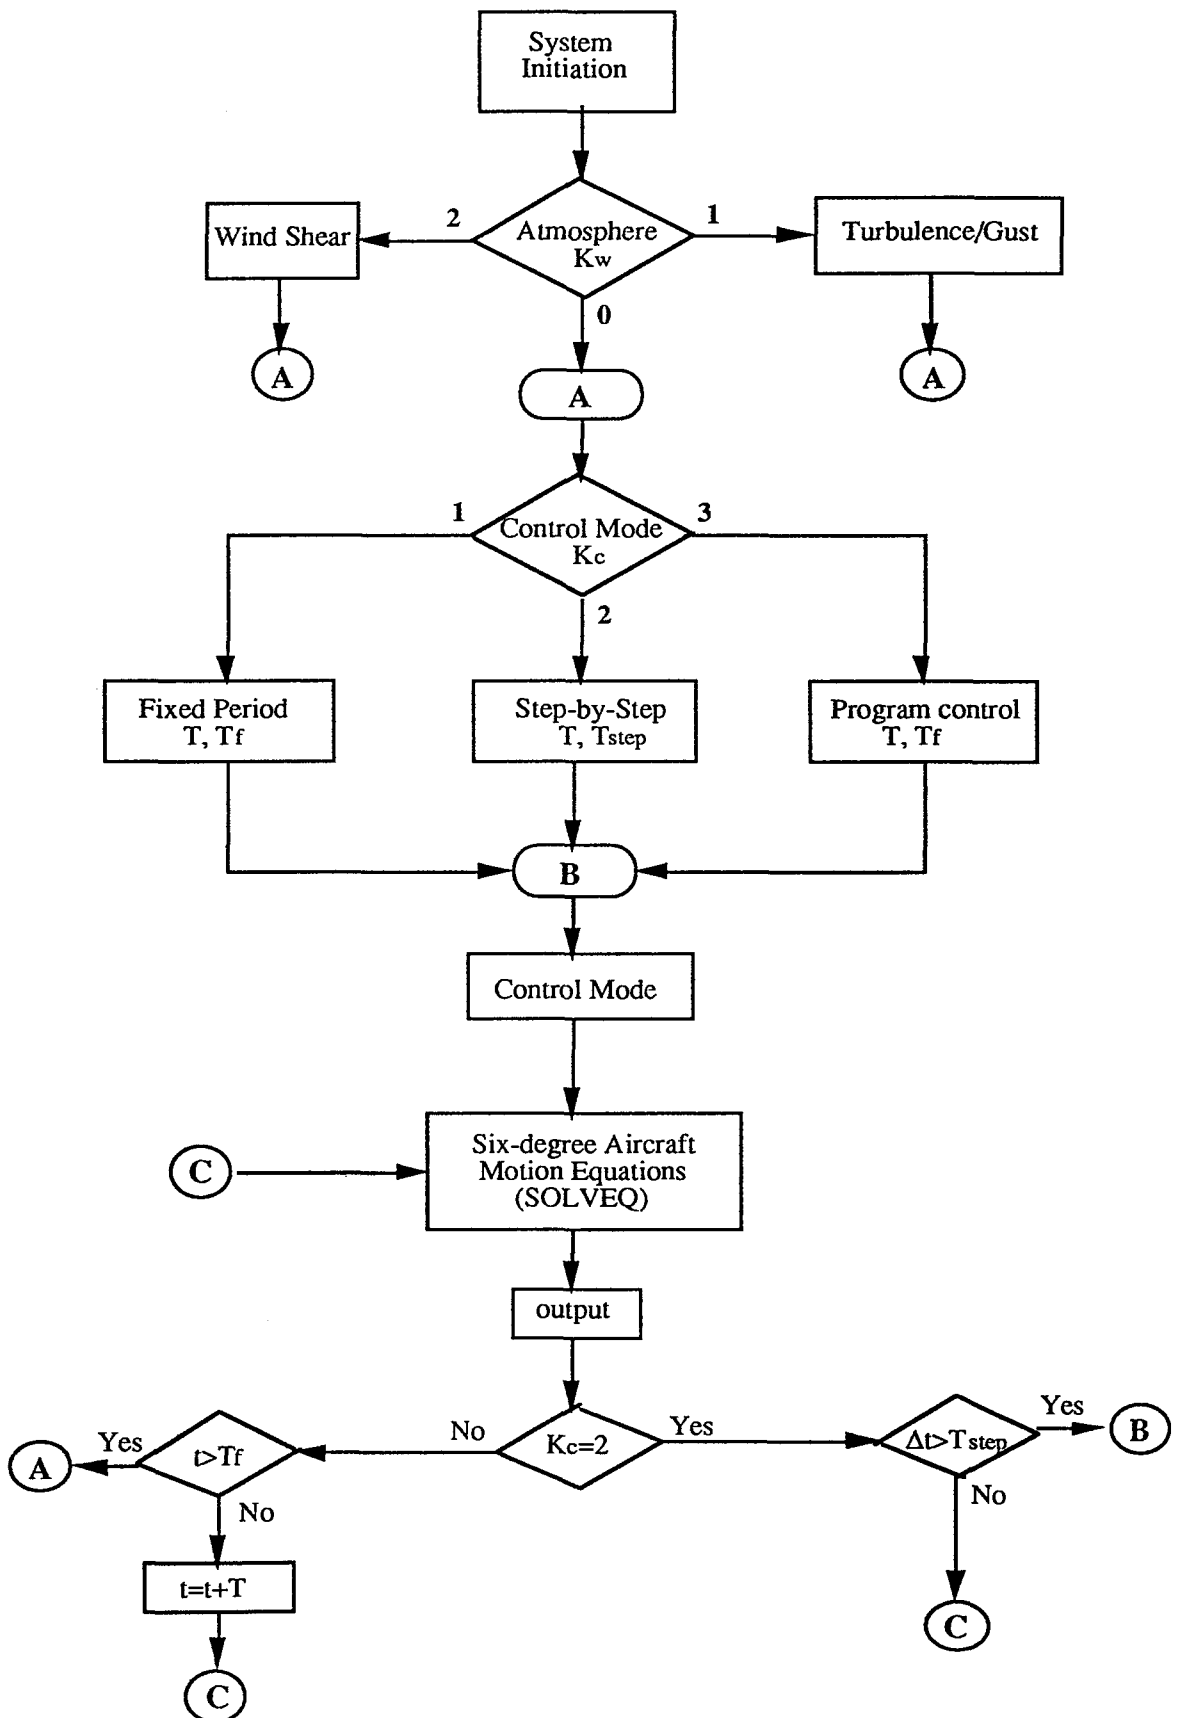 System
Initiation
2
1
Wind Shear
Atmosphere
Kw
Turbulence/Gust
0
A
A
A
1
3
Control Mode
Kc
2
Fixed Period
T, Tf
Step-by-Step
T, Tstep
Program control
T, Tf
B
Control Mode
C
Six-degree Aircraft
Motion Equations
(SOLVEQ)
output
Yes
No
Yes
Yes
A
t>Tf
Kc=2
Δt>Tstep
B
No
No
t=t+T
C
C